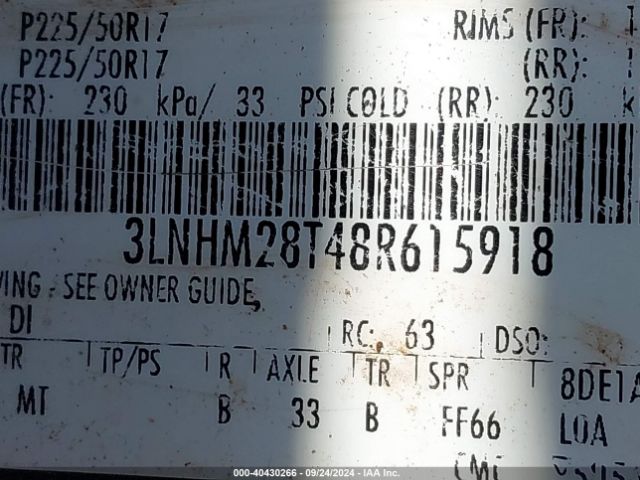 P225/50R17 RIMS (FR):
P225/50R17 (RR):
(FR): 230 kPa/ 33 PSI COLD (RR): 230
3LNHM28T48R615918
SEE OWNER GUIDE,
DI RC: 63 DSO:
TR TP/PS R AXLE TR SPR 8DE1A
MT B 33 B FF66 LOA
000-40430266 - 09/24/2024 - IAA Inc.